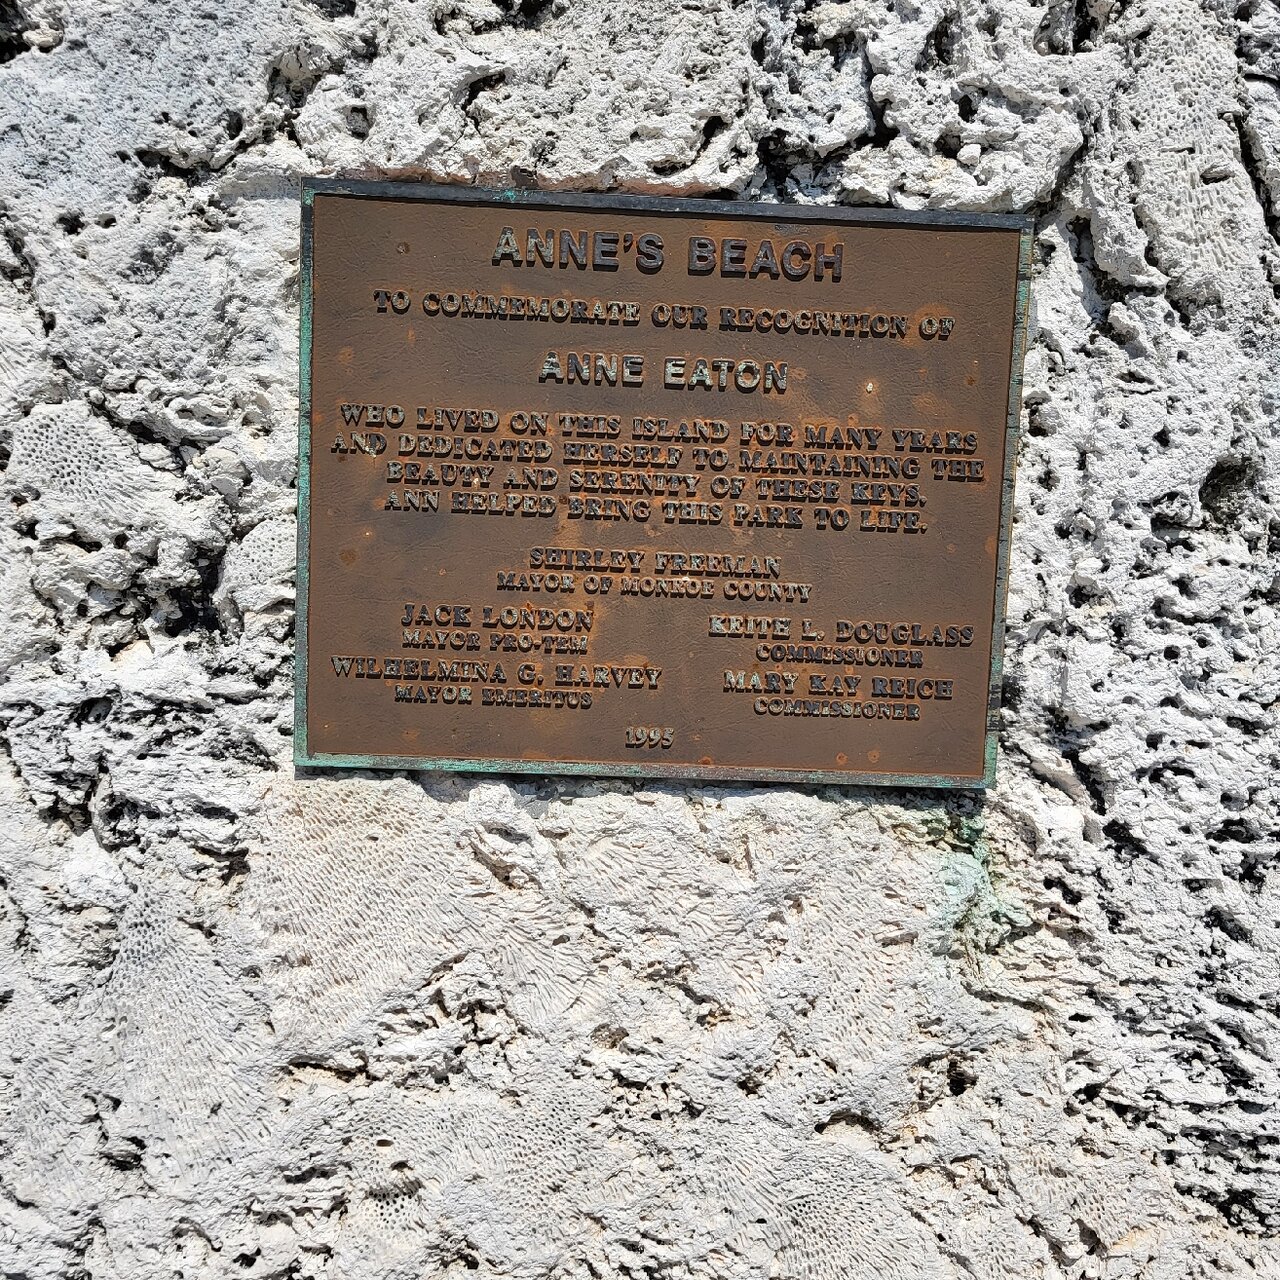 ANNE'S BEACH
TO COMMEMORATE OUR RECOGNITION OF
ANNE EATON
WHO LIVED ON THIS ISLAND FOR MANY YEARS
AND DEDICATED HERSELF TO MAINTAINING THE
BEAUTY AND SERENITY OF THESE KEYS.
ANN HELPED BRING THIS PARK TO LIFE.
SHIRLEY FREEMAN
MAYOR OF MONROE COUNTY
JACK LONDON
MAYOR PRO-TEM
WILHELMINA G. HARVEY
MAYOR EMERITUS
KEITH L. DOUGLASS
COMMISSIONER
MARY KAY REICH
COMMISSIONER
1995